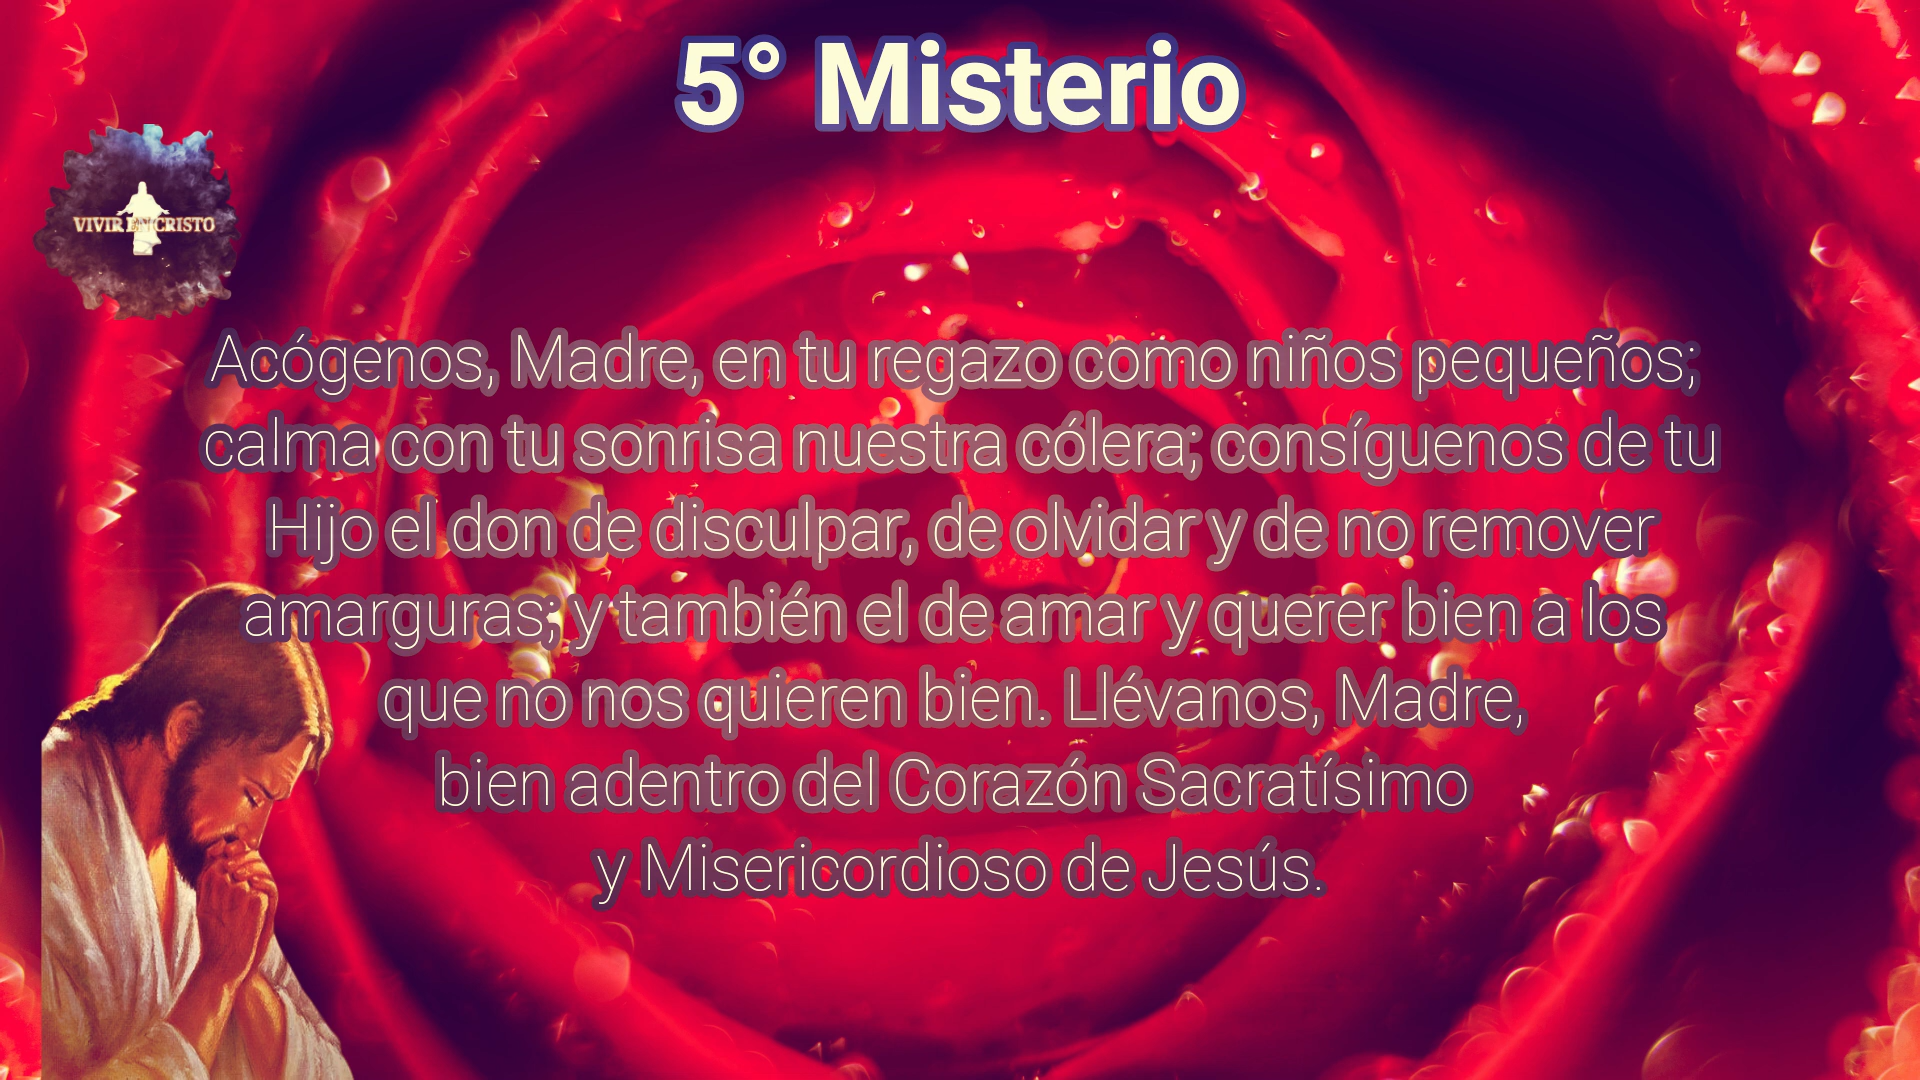 5° Misterio
VIVIR EN CRISTO
Acógenos, Madre, en tu regazo como niños pequeños;
calma con tu sonrisa nuestra cólera; consíguenos de tu
Hijo el don de disculpar, de olvidar y de no remover
amarguras; y también el de amar y querer bien a los
que no nos quieren bien. Llévanos, Madre,
bien adentro del Corazón Sacratísimo
y Misericordioso de Jesús.